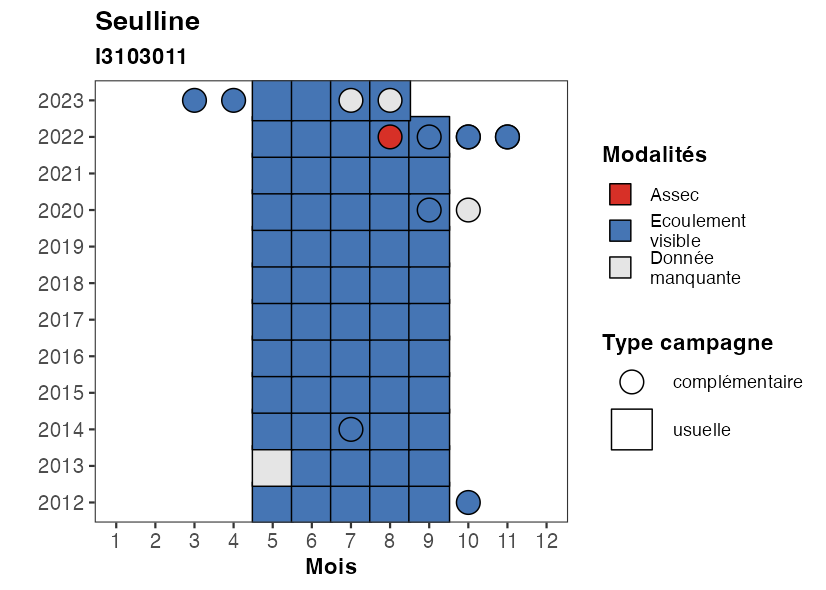 Seulline
I3103011
2023
2022
2021
2020
2019
2018
2017
2016
2015
2014
2013
2012
1 2 3 4 5 6 7 8 9 10 11 12
Mois
Modalités
Assec
Ecoulement
visible
Donnée
manquante
Type campagne
complémentaire
usuelle